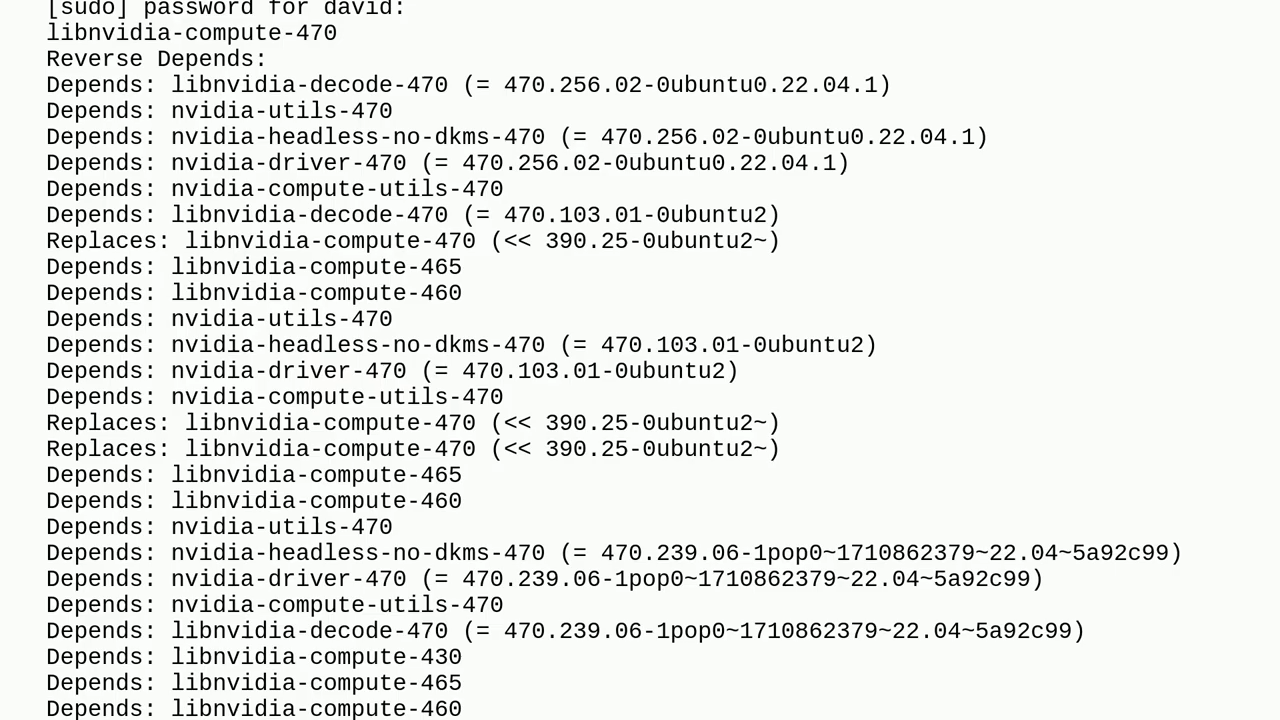 [sudo] password for david:
libnvidia-compute-470
Reverse Depends:
Depends: libnvidia-decode-470 (= 470.256.02-0ubuntu0.22.04.1)
Depends: nvidia-utils-470
Depends: nvidia-headless-no-dkms-470 (= 470.256.02-0ubuntu0.22.04.1)
Depends: nvidia-driver-470 (= 470.256.02-0ubuntu0.22.04.1)
Depends: nvidia-compute-utils-470
Depends: libnvidia-decode-470 (= 470.103.01-0ubuntu2)
Replaces: libnvidia-compute-470 (<< 390.25-0ubuntu2~)
Depends: libnvidia-compute-465
Depends: libnvidia-compute-460
Depends: nvidia-utils-470
Depends: nvidia-headless-no-dkms-470 (= 470.103.01-0ubuntu2)
Depends: nvidia-driver-470 (= 470.103.01-0ubuntu2)
Depends: nvidia-compute-utils-470
Replaces: libnvidia-compute-470 (<< 390.25-0ubuntu2~)
Replaces: libnvidia-compute-470 (<< 390.25-0ubuntu2~)
Depends: libnvidia-compute-465
Depends: libnvidia-compute-460
Depends: nvidia-utils-470
Depends: nvidia-headless-no-dkms-470 (= 470.239.06-1pop0~1710862379~22.04~5a92c99)
Depends: nvidia-driver-470 (= 470.239.06-1pop0~1710862379~22.04~5a92c99)
Depends: nvidia-compute-utils-470
Depends: libnvidia-decode-470 (= 470.239.06-1pop0~1710862379~22.04~5a92c99)
Depends: libnvidia-compute-430
Depends: libnvidia-compute-465
Depends: libnvidia-compute-460